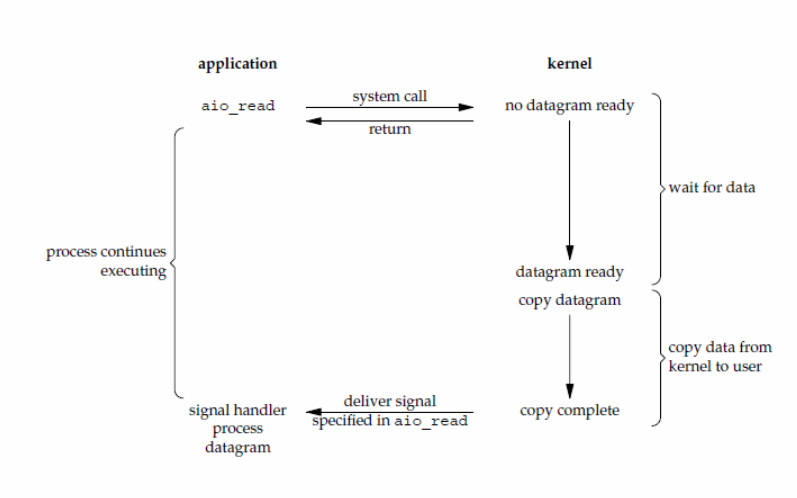 application
kernel
aio_read
system call
no datagram ready
return
wait for data
process continues
executing
datagram ready
copy datagram
copy data from
kernel to user
signal handler
process
datagram
deliver signal
specified in aio_read
copy complete